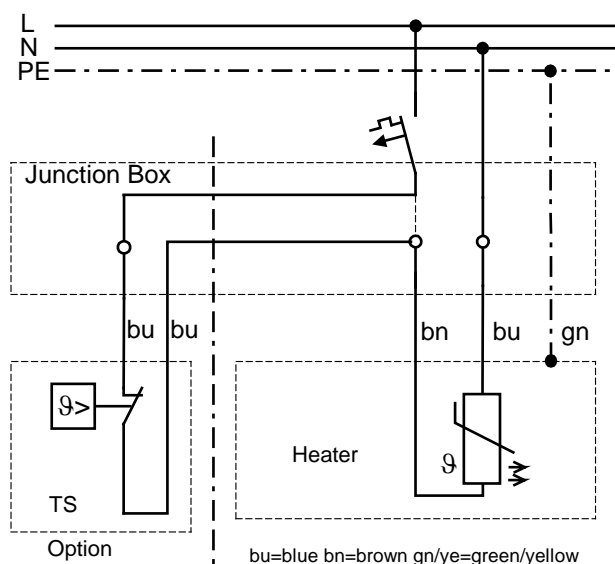 L
N
PE
Junction Box
bu bu bn bu gn
ϑ>
Heater
ϑ
TS
Option
bu=blue bn=brown gn/ye=green/yellow